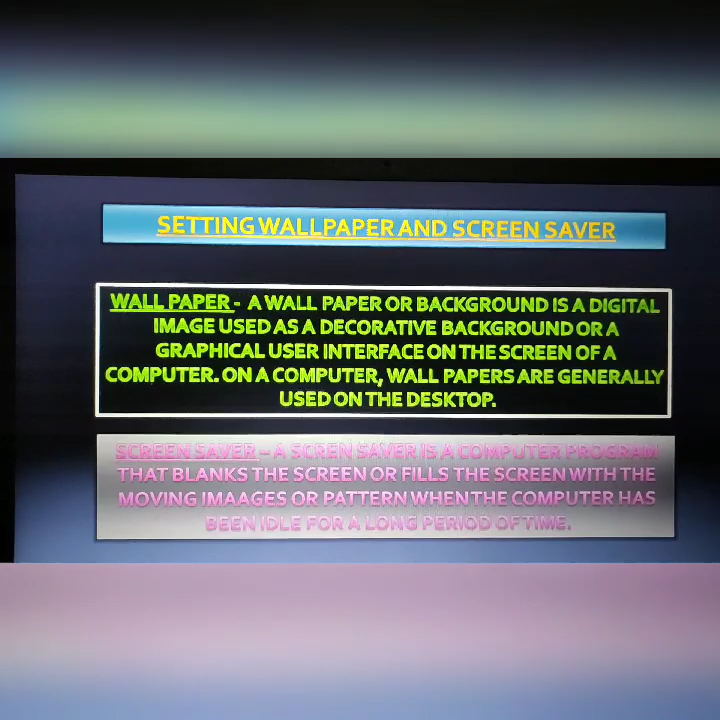 SETTING WALLPAPER AND SCREEN SAVER
WALL PAPER - A WALL PAPER OR BACKGROUND IS A DIGITAL
IMAGE USED AS A DECORATIVE BACKGROUND OR A
GRAPHICAL USER INTERFACE ON THE SCREEN OF A
COMPUTER. ON A COMPUTER, WALL PAPERS ARE GENERALLY
USED ON THE DESKTOP.
SCREEN SAVER – A SCREN SAVER IS A COMPUTER PROGRAM
THAT BLANKS THE SCREEN OR FILLS THE SCREEN WITH THE
MOVING IMAAGES OR PATTERN WHEN THE COMPUTER HAS
BEEN IDLE FOR A LONG PERIOD OF TIME.